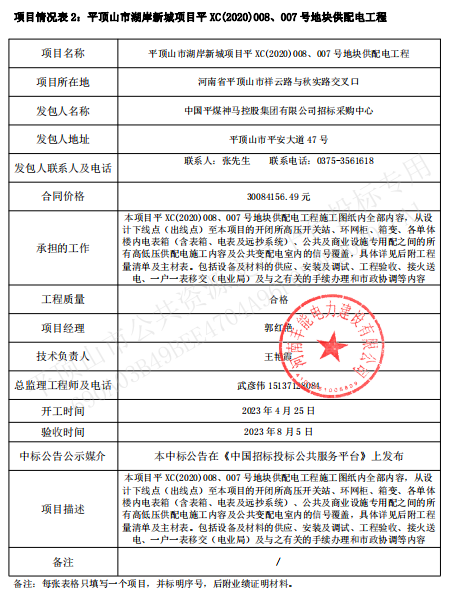 项目情况表 2：平顶山市湖岸新城项目平 XC(2020)008、007 号地块供配电工程
项目名称 平顶山市湖岸新城项目平 XC(2020)008、007 号地块供配电工程
项目所在地 河南省平顶山市祥云路与秋实路交叉口
发包人名称 中国平煤神马控股集团有限公司招标采购中心
发包人地址 平顶山市平安大道 47 号
发包人联系人及电话 联系人：张先生 联系电话：0375-3561618
合同价格 30084156.49 元
承担的工作
本项目平 XC(2020)008、007 号地块供配电工程施工图纸内全部内容，从设
计下线点（出线点）至本项目的开闭所高压开关站、环网柜、箱变、各单体
楼内电表箱（含表箱、电表及远抄系统）、公共及商业设施专用配之间的所
有高低压供配电施工内容及公共变配电室内的信号覆盖，具体详见后附工程
量清单及主材表。包括设备及材料的供应、安装及调试、工程验收、接火送
电、一户一表移交（电业局）及与之有关的手续办理和市政协调等内容
工程质量 合格
项目经理 郭红艳
技术负责人 王艳霞
总监理工程师及电话 武彦伟 15137128084
开工时间 2023 年 4 月 25 日
验收时间 2023 年 8 月 5 日
中标公告公示媒介 本中标公告在《中国招标投标公共服务平台》上发布
项目描述
本项目平 XC(2020)008、007 号地块供配电工程施工图纸内全部内容，从设
计下线点（出线点）至本项目的开闭所高压开关站、环网柜、箱变、各单体
楼内电表箱（含表箱、电表及远抄系统）、公共及商业设施专用配之间的所
有高低压供配电施工内容及公共变配电室内的信号覆盖，具体详见后附工程
量清单及主材表。包括设备及材料的供应、安装及调试、工程验收、接火送
电、一户一表移交（电业局）及与之有关的手续办理和市政协调等内容
备注 /
备注：每张表格只填写一个项目，并标明序号，后附业绩证明材料。
河南丰能电力建设有限公司